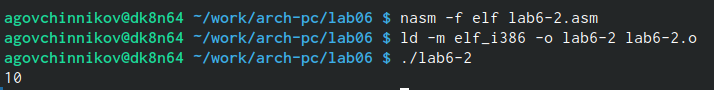 agovchinnikov@dk8n64 ~/work/arch-pc/lab06 $ nasm -f elf lab6-2.asm
agovchinnikov@dk8n64 ~/work/arch-pc/lab06 $ ld -m elf_i386 -o lab6-2 lab6-2.o
agovchinnikov@dk8n64 ~/work/arch-pc/lab06 $ ./lab6-2
10